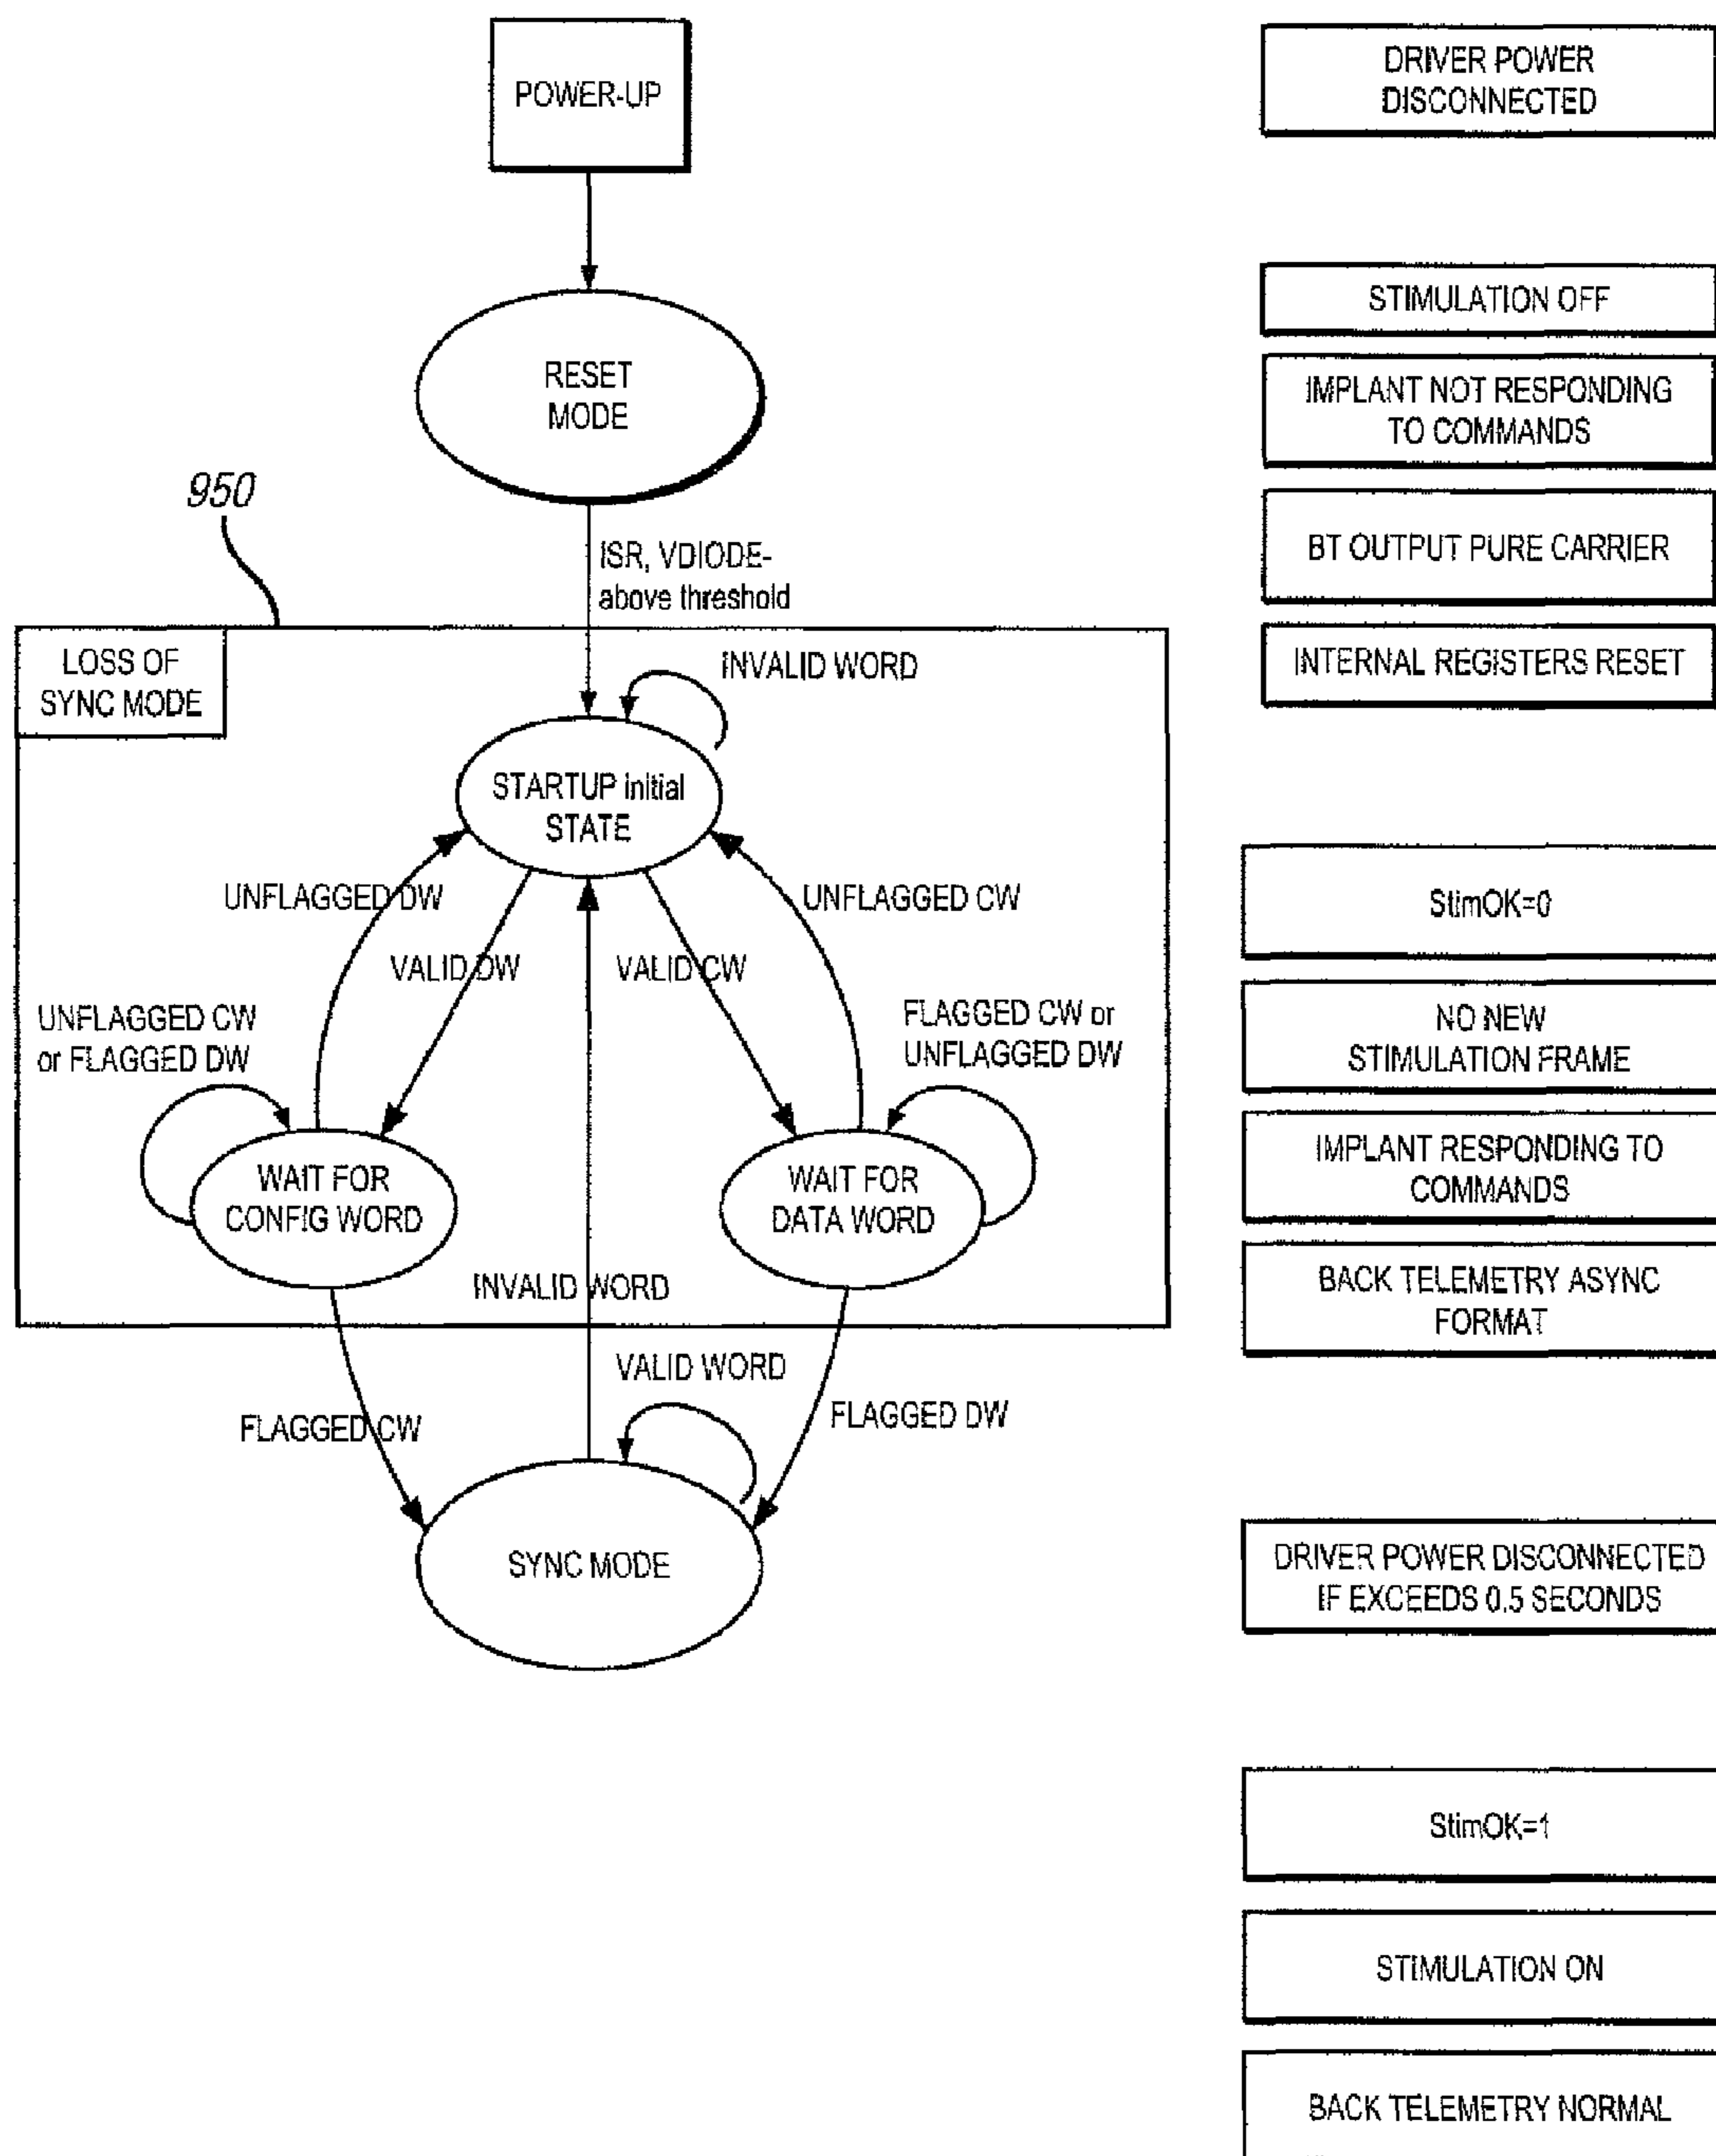 POWER-UP
DRIVER POWER
DISCONNECTED
RESET
MODE
STIMULATION OFF
IMPLANT NOT RESPONDING
TO COMMANDS
BT OUTPUT PURE CARRIER
INTERNAL REGISTERS RESET
950
ISR, VDIODE-
above threshold
LOSS OF
SYNC MODE
INVALID WORD
STARTUP initial
STATE
UNFLAGGED DW
VALID DW
VALID CW
UNFLAGGED CW
UNFLAGGED CW
or FLAGGED DW
FLAGGED CW or
UNFLAGGED DW
WAIT FOR
CONFIG WORD
WAIT FOR
DATA WORD
INVALID WORD
VALID WORD
FLAGGED CW
FLAGGED DW
SYNC MODE
StimOK=0
NO NEW
STIMULATION FRAME
IMPLANT RESPONDING TO
COMMANDS
BACK TELEMETRY ASYNC
FORMAT
DRIVER POWER DISCONNECTED
IF EXCEEDS 0.5 SECONDS
StimOK=1
STIMULATION ON
BACK TELEMETRY NORMAL